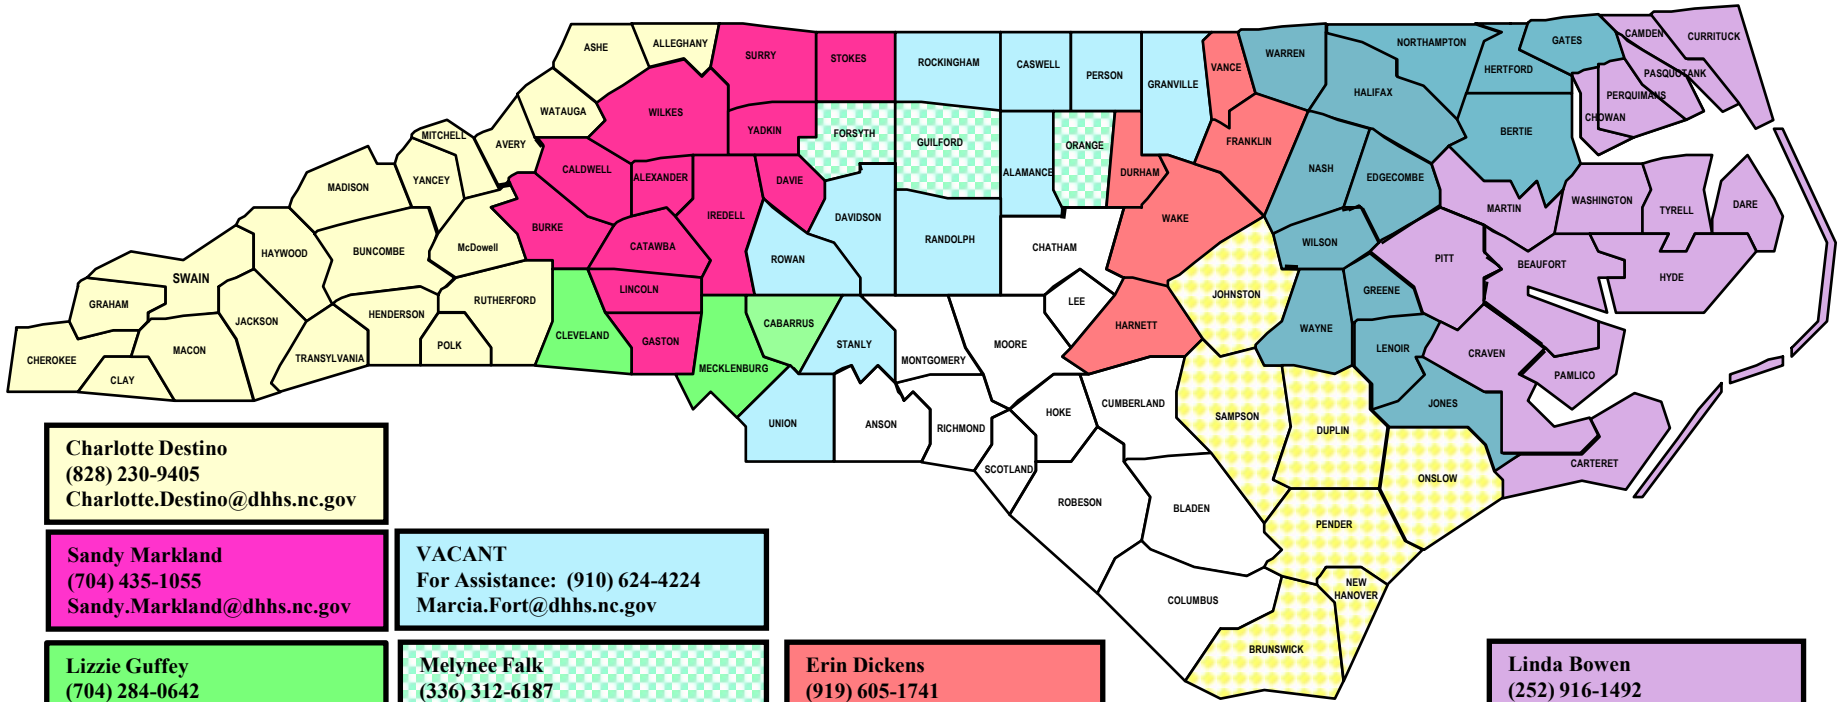 ASHE
ALLEGHANY
SURRY
STOKES
ROCKINGHAM
CASWELL
PERSON
GRANVILLE
VANCE
WARREN
NORTHAMPTON
GATES
CAMDEN
CURRITUCK
HERTFORD
PASQUOTANK
PERQUIMANS
CHOWAN
WATAUGA
WILKES
YADKIN
FORSYTH
GUILFORD
ALAMANCE
ORANGE
DURHAM
FRANKLIN
HALIFAX
BERTIE
MITCHELL
AVERY
YANCEY
MADISON
CALDWELL
ALEXANDER
IREDELL
DAVIE
DAVIDSON
RANDOLPH
CHATHAM
WAKE
NASH
EDGECOMBE
MARTIN
WASHINGTON
TYRELL
DARE
BURKE
CATAWBA
ROWAN
WILSON
PITT
BEAUFORT
HYDE
HAYWOOD
BUNCOMBE
McDowell
SWAIN
GRAHAM
JACKSON
HENDERSON
RUTHERFORD
POLK
TRANSYLVANIA
MACON
CHEROKEE
CLAY
CLEVELAND
LINCOLN
GASTON
MECKLENBURG
CABARRUS
STANLY
UNION
MONTGOMERY
MOORE
LEE
HARNETT
JOHNSTON
WAYNE
GREENE
LENOIR
CRAVEN
PAMLICO
JONES
CARTERET
ANSON
RICHMOND
HOKE
SCOTLAND
CUMBERLAND
SAMPSON
DUPLIN
ONSLOW
ROBESON
BLADEN
PENDER
COLUMBUS
NEW
HANOVER
BRUNSWICK
Charlotte Destino
(828) 230-9405
Charlotte.Destino@dhhs.nc.gov
Sandy Markland
(704) 435-1055
Sandy.Markland@dhhs.nc.gov
VACANT
For Assistance: (910) 624-4224
Marcia.Fort@dhhs.nc.gov
Lizzie Guffey
(704) 284-0642
Melynee Falk
(336) 312-6187
Erin Dickens
(919) 605-1741
Linda Bowen
(252) 916-1492